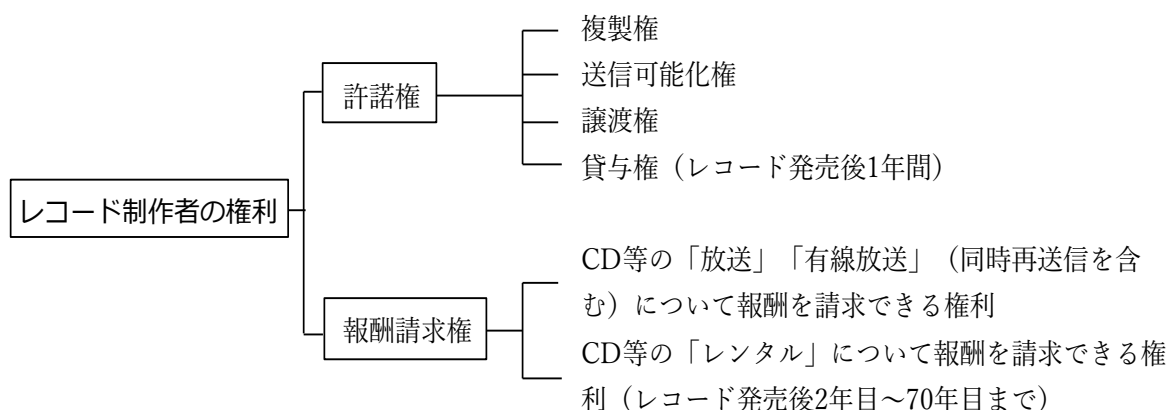 レコード制作者の権利
許諾権
複製権
送信可能化権
譲渡権
貸与権（レコード発売後1年間）
報酬請求権
CD等の「放送」「有線放送」（同時再送信を含
む）について報酬を請求できる権利
CD等の「レンタル」について報酬を請求できる権
利（レコード発売後2年目～70年目まで）